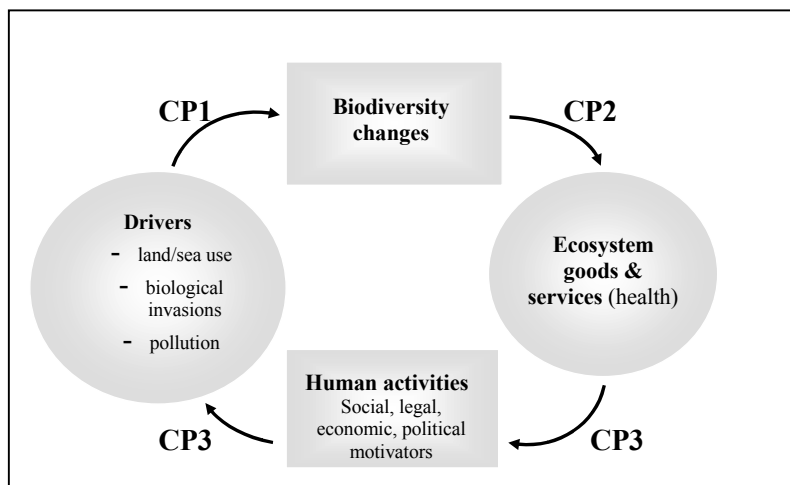 CP1
Biodiversity
changes
CP2
Drivers
- land/sea use
- biological
invasions
- pollution
Ecosystem
goods &
services (health)
Human activities
Social, legal,
economic, political
motivators
CP3
CP3